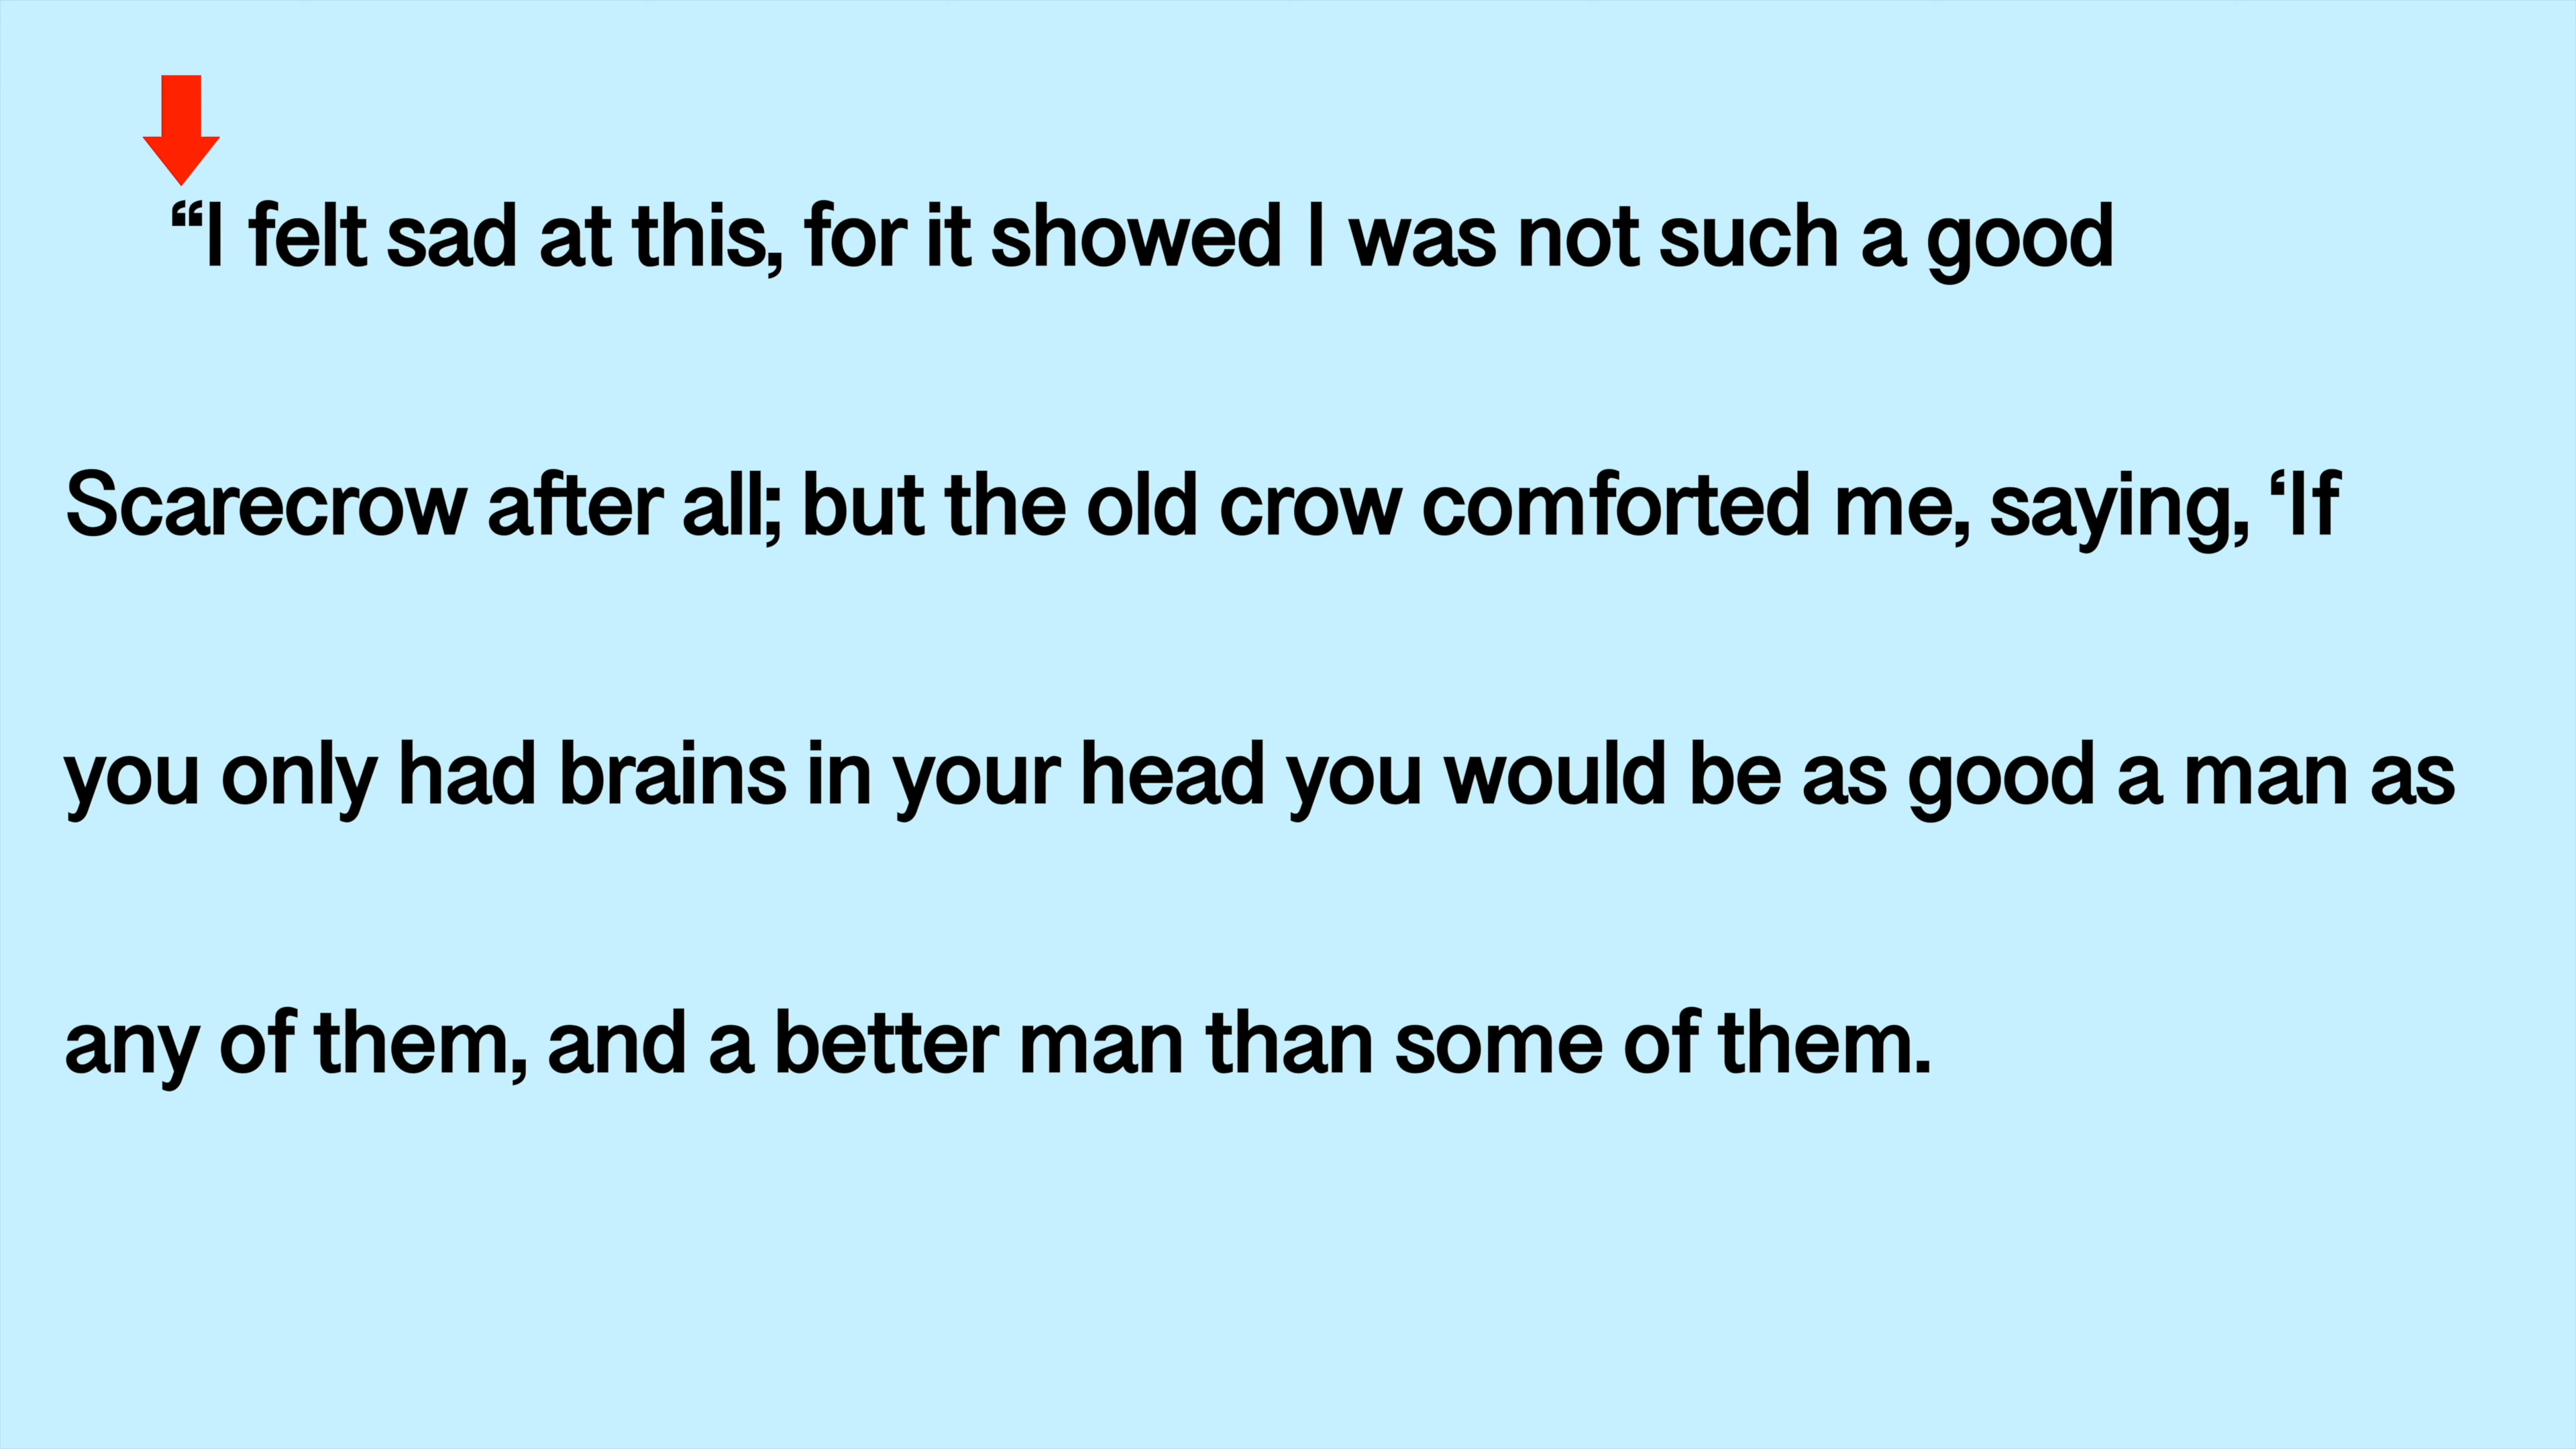 “I felt sad at this, for it showed I was not such a good
Scarecrow after all; but the old crow comforted me, saying, ‘If
you only had brains in your head you would be as good a man as
any of them, and a better man than some of them.